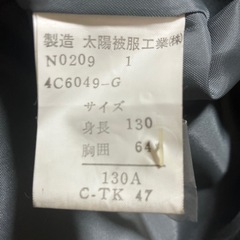 製造 太陽被服工業(株)
N0209 1
4C6049-G
サイズ
身長 130
胸囲 64
130A
C-TK 47